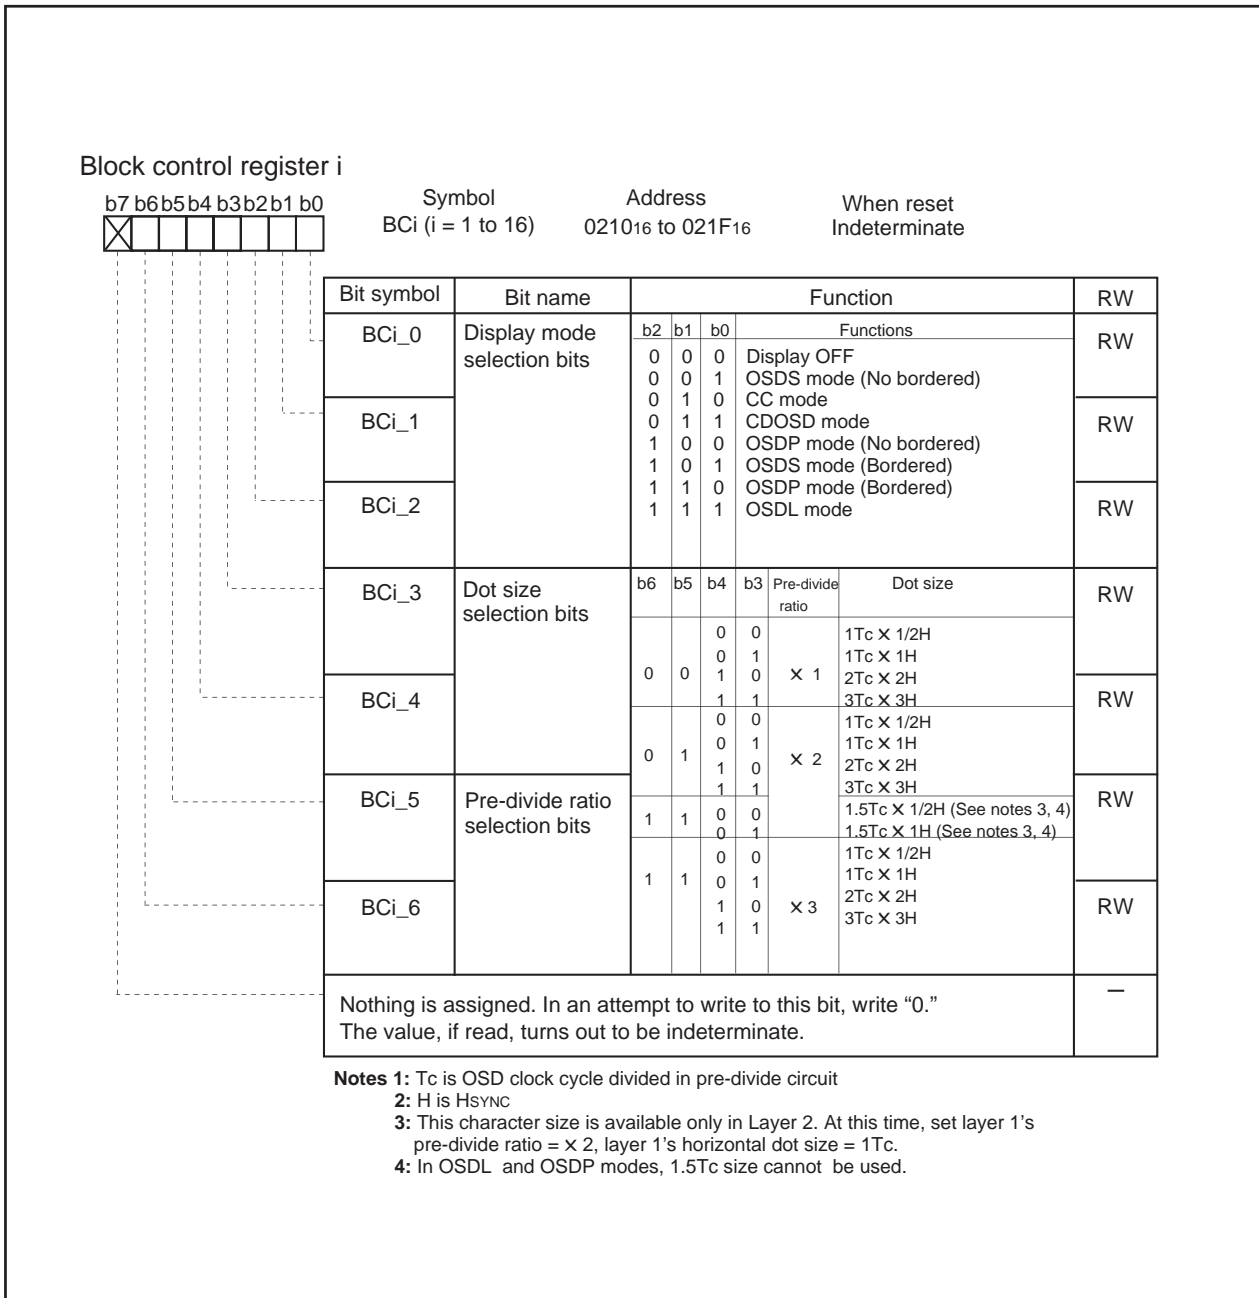 Block control register i
b7 b6 b5 b4 b3 b2 b1 b0
Symbol Address When reset
BCi (i = 1 to 16) 021016 to 021F16 Indeterminate
Bit symbol Bit name Function RW
BCi_0 Display mode selection bits RW
b2 b1 b0 Functions
0 0 0 Display OFF
0 0 1 OSDS mode (No bordered)
0 1 0 CC mode
0 1 1 CDOSD mode
1 0 0 OSDP mode (No bordered)
1 0 1 OSDS mode (Bordered)
1 1 0 OSDP mode (Bordered)
1 1 1 OSDL mode
BCi_1 RW
BCi_2 RW
BCi_3 Dot size selection bits RW
b6 b5 b4 b3 Pre-divide ratio Dot size
0 0 1Tc × 1/2H
0 1 1Tc × 1H
0 0 1 0 × 1 2Tc × 2H
1 1 3Tc × 3H
BCi_4 RW
0 0 1Tc × 1/2H
0 1 1Tc × 1H
0 1 × 2
1 0 2Tc × 2H
1 1 3Tc × 3H
BCi_5 Pre-divide ratio selection bits RW
1 1 0 0 1.5Tc × 1/2H (See notes 3, 4)
0 1 1.5Tc × 1H (See notes 3, 4)
0 0 1Tc × 1/2H
1 1 0 1 1Tc × 1H
1 0 × 3 2Tc × 2H
1 1 3Tc × 3H
BCi_6 RW
Nothing is assigned. In an attempt to write to this bit, write “0.” –
The value, if read, turns out to be indeterminate.
Notes 1: Tc is OSD clock cycle divided in pre-divide circuit
2: H is HSYNC
3: This character size is available only in Layer 2. At this time, set layer 1’s
pre-divide ratio = × 2, layer 1’s horizontal dot size = 1Tc.
4: In OSDL and OSDP modes, 1.5Tc size cannot be used.